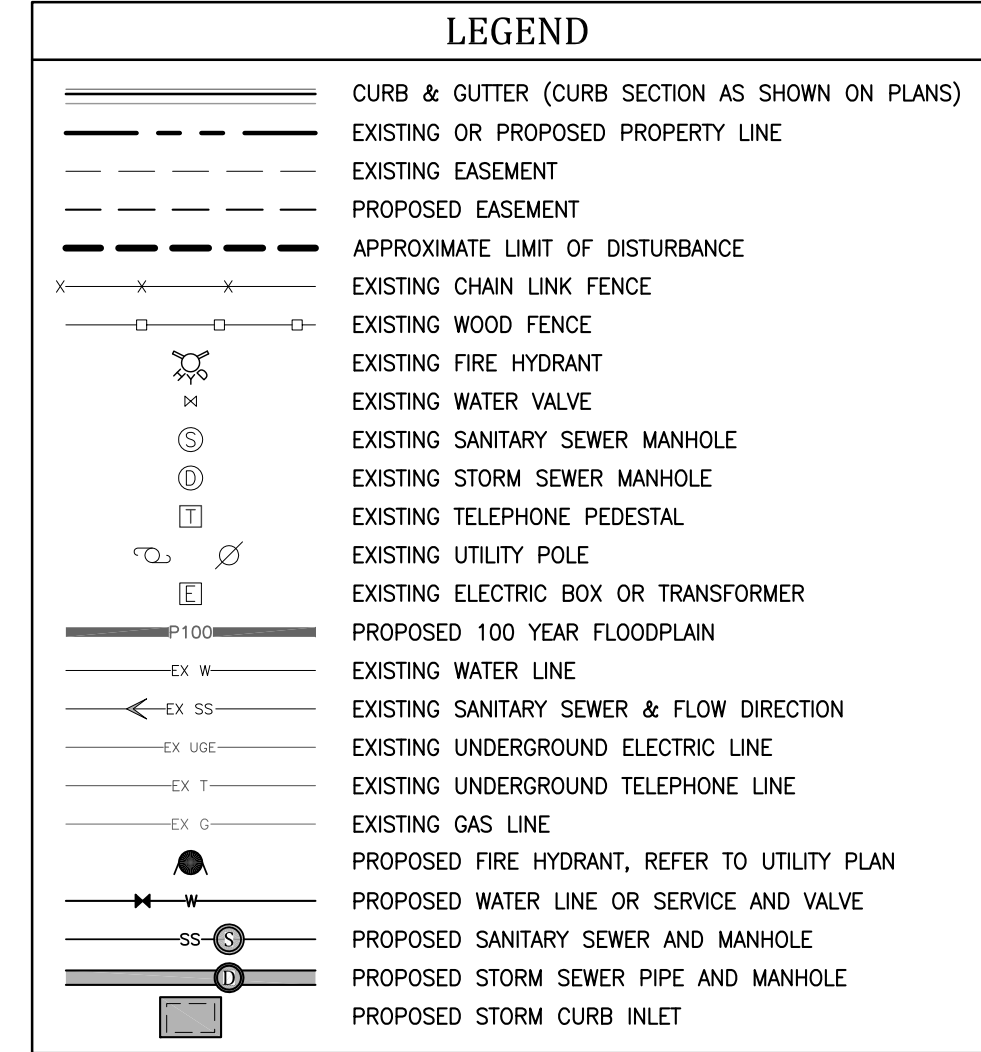 LEGEND
CURB & GUTTER (CURB SECTION AS SHOWN ON PLANS)
EXISTING OR PROPOSED PROPERTY LINE
EXISTING EASEMENT
PROPOSED EASEMENT
APPROXIMATE LIMIT OF DISTURBANCE
X X X EXISTING CHAIN LINK FENCE
EXISTING WOOD FENCE
HYD EXISTING FIRE HYDRANT
EXISTING WATER VALVE
S EXISTING SANITARY SEWER MANHOLE
D EXISTING STORM SEWER MANHOLE
T EXISTING TELEPHONE PEDESTAL
EXISTING UTILITY POLE
E EXISTING ELECTRIC BOX OR TRANSFORMER
P100 PROPOSED 100 YEAR FLOODPLAIN
EX W EXISTING WATER LINE
EX SS EXISTING SANITARY SEWER & FLOW DIRECTION
EX UGE EXISTING UNDERGROUND ELECTRIC LINE
EX T EXISTING UNDERGROUND TELEPHONE LINE
EX G EXISTING GAS LINE
PROPOSED FIRE HYDRANT, REFER TO UTILITY PLAN
W PROPOSED WATER LINE OR SERVICE AND VALVE
SS S PROPOSED SANITARY SEWER AND MANHOLE
D PROPOSED STORM SEWER PIPE AND MANHOLE
PROPOSED STORM CURB INLET